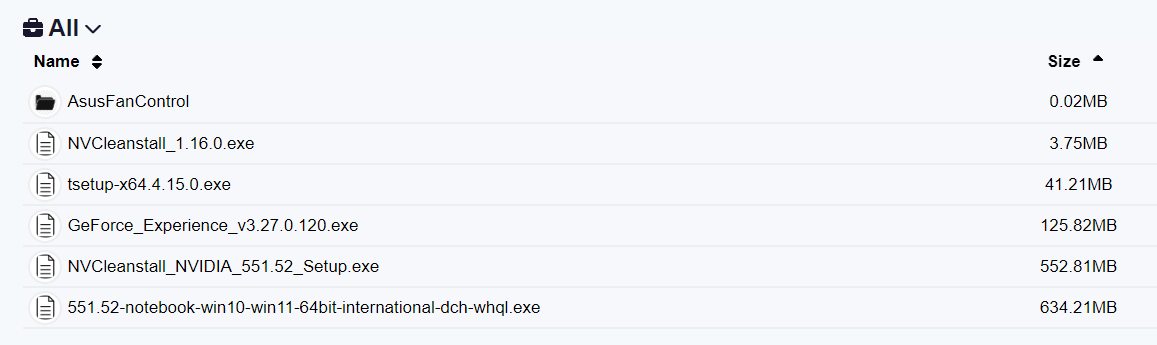 All
Name Size
AsusFanControl 0.02MB
NVCleanstall_1.16.0.exe 3.75MB
tsetup-x64.4.15.0.exe 41.21MB
GeForce_Experience_v3.27.0.120.exe 125.82MB
NVCleanstall_NVIDIA_551.52_Setup.exe 552.81MB
551.52-notebook-win10-win11-64bit-international-dch-whql.exe 634.21MB